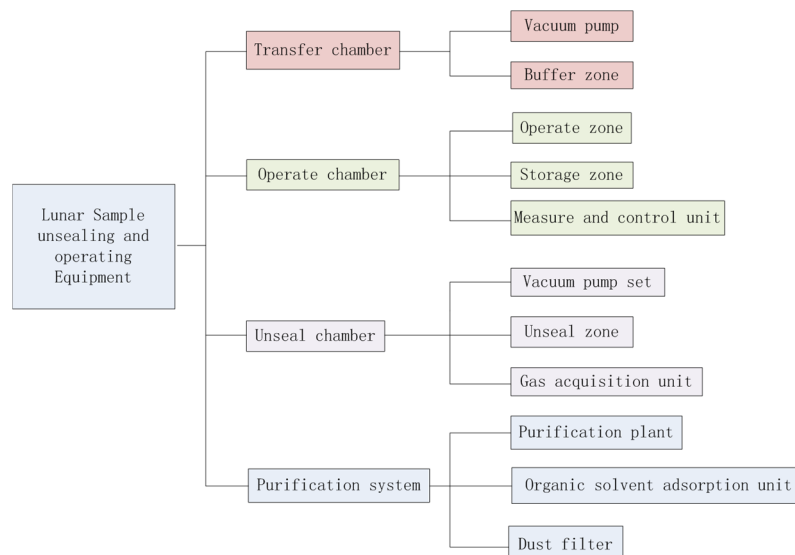 Lunar Sample
unsealing and
operating
Equipment
Transfer chamber
Vacuum pump
Buffer zone
Operate chamber
Operate zone
Storage zone
Measure and control unit
Unseal chamber
Vacuum pump set
Unseal zone
Gas acquisition unit
Purification system
Purification plant
Organic solvent adsorption unit
Dust filter